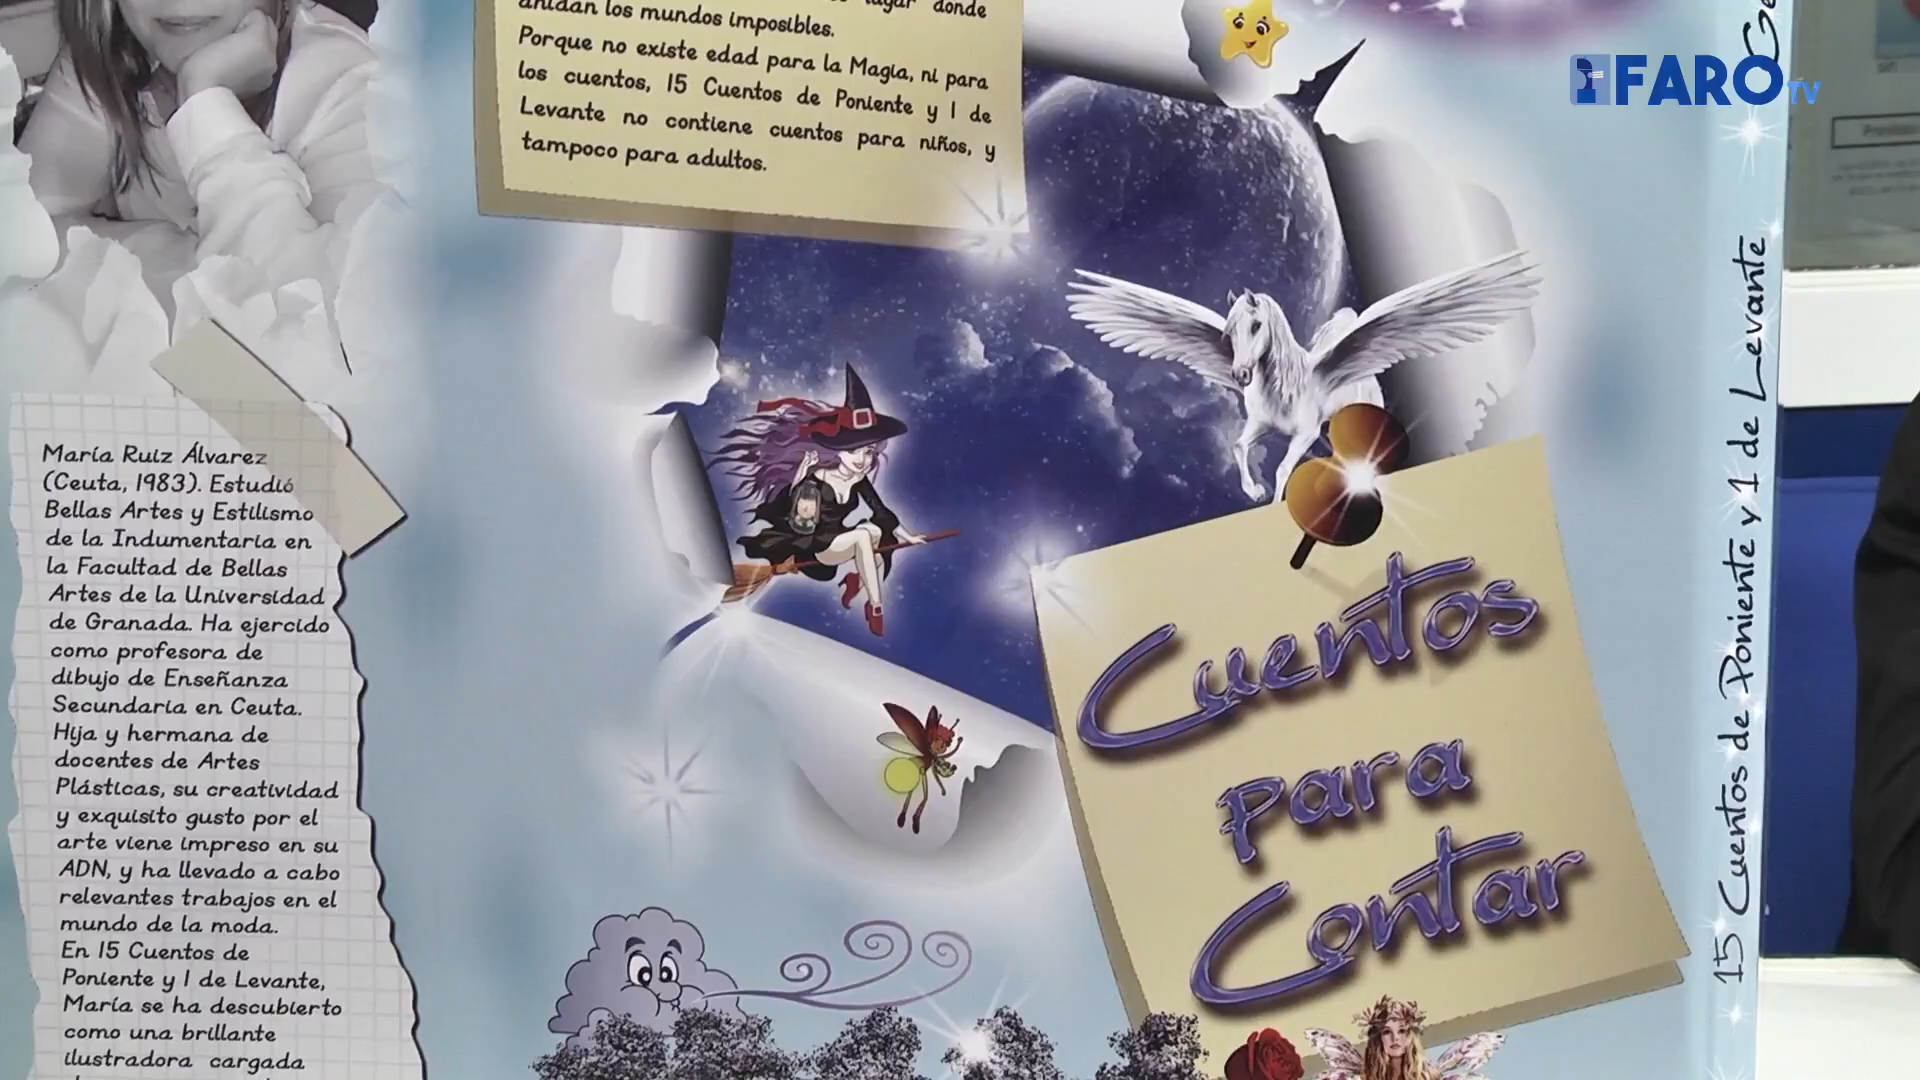 lugar donde
anidan los mundos imposibles.
Porque no existe edad para la Magia, ni para
los cuentos, 15 Cuentos de Poniente y 1 de
Levante no contiene cuentos para niños, y
tampoco para adultos.
FARO TV
María Ruiz Álvarez
(Ceuta, 1983). Estudió
Bellas Artes y Estilismo
de la Indumentaria en
la Facultad de Bellas
Artes de la Universidad
de Granada. Ha ejercido
como profesora de
dibujo de Enseñanza
Secundaria en Ceuta.
Hija y hermana de
docentes de Artes
Plásticas, su creatividad
y exquisito gusto por el
arte viene impreso en su
ADN, y ha llevado a cabo
relevantes trabajos en el
mundo de la moda.
En 15 Cuentos de
Poniente y 1 de Levante,
María se ha descubierto
como una brillante
ilustradora cargada
Cuentos
para
Contar
15 Cuentos de Poniente y 1 de Levante